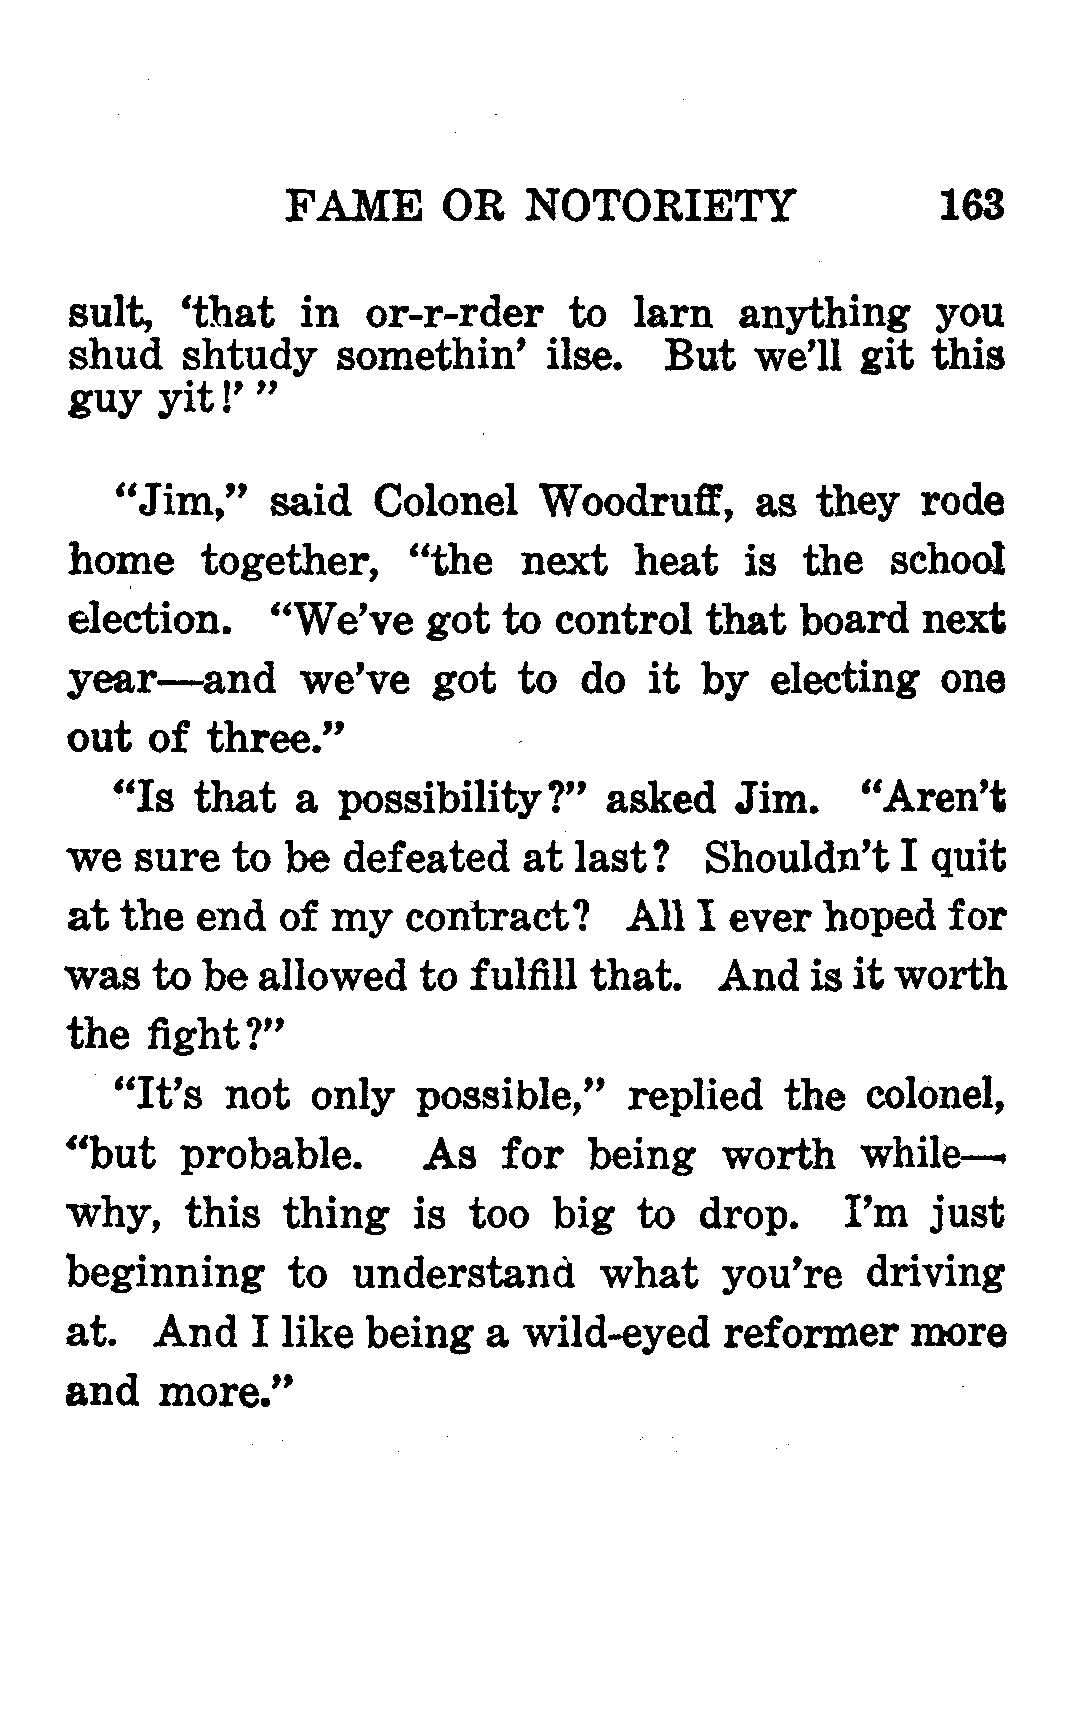 FAME OR NOTORIETY 163
sult, 'that in or-r-rder to larn anything you
shud shtudy somethin' ilse. But we'll git this
guy yit!' "
"Jim," said Colonel Woodruff, as they rode
home together, "the next heat is the school
election. "We've got to control that board next
year—and we've got to do it by electing one
out of three."
"Is that a possibility?" asked Jim. "Aren't
we sure to be defeated at last? Shouldn't I quit
at the end of my contract? All I ever hoped for
was to be allowed to fulfill that. And is it worth
the fight?"
"It's not only possible," replied the colonel,
"but probable. As for being worth while—
why, this thing is too big to drop. I'm just
beginning to understand what you're driving
at. And I like being a wild-eyed reformer more
and more."